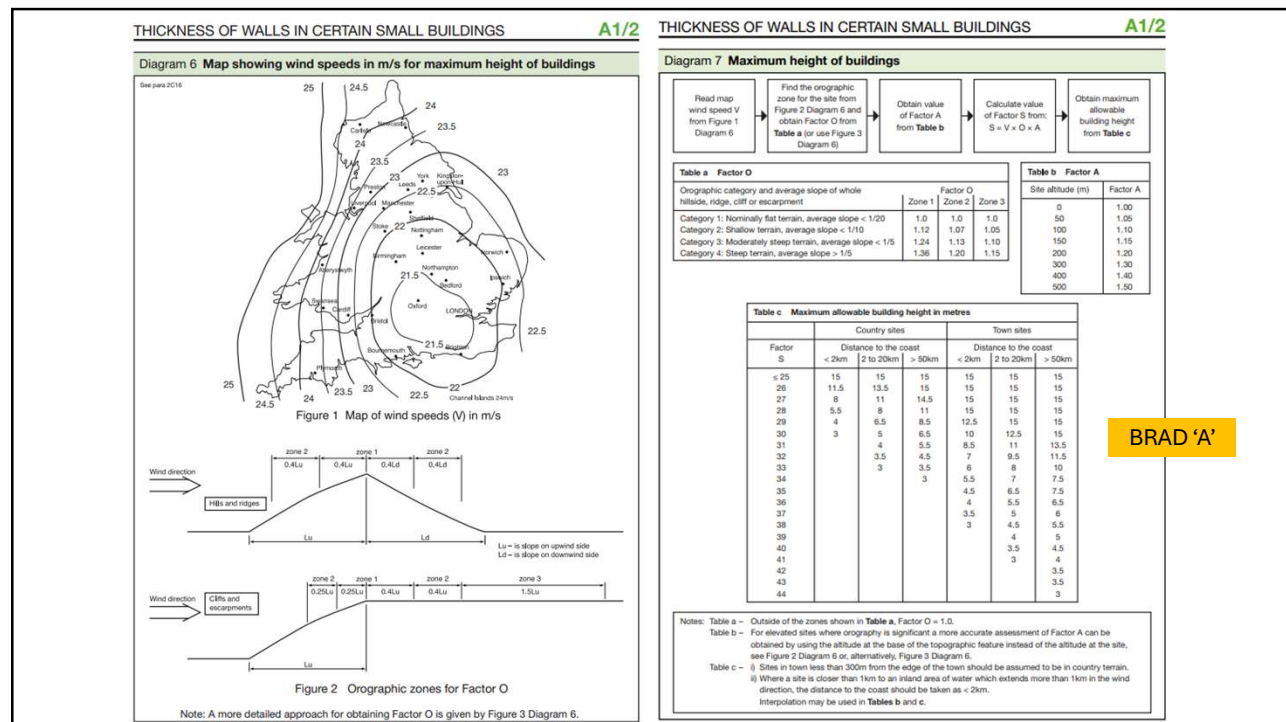 THICKNESS OF WALLS IN CERTAIN SMALL BUILDINGS A1/2
Diagram 6 Map showing wind speeds in m/s for maximum height of buildings
See para 2C16
25
24.5
24
23.5
Carlisle
Newcastle
24
23.5
23
22.5
23
York
Kingston-upon-Hull
Leeds
Preston
Liverpool
Manchester
Sheffield
Stoke
22
Nottingham
Leicester
Norwich
Birmingham
Aberystwyth
21.5
Northampton
Bedford
Ipswich
Swansea
Cardiff
Oxford
LONDON
Bristol
22.5
Bournemouth
21.5
Brighton
Plymouth
25
24.5
24
23.5
23
22.5
22
Channel Islands 24m/s
Figure 1 Map of wind speeds (V) in m/s
zone 2
zone 1
zone 2
0.4Lu
0.4Lu
0.4Ld
0.4Ld
Wind direction
Hills and ridges
Lu
Ld
Lu – is slope on upwind side
Ld – is slope on downwind side
zone 2
zone 1
zone 2
zone 3
0.25Lu
0.25Lu
0.4Lu
0.4Lu
1.5Lu
Wind direction
Cliffs and
escarpments
Lu
Figure 2 Orographic zones for Factor O
Note: A more detailed approach for obtaining Factor O is given by Figure 3 Diagram 6.
THICKNESS OF WALLS IN CERTAIN SMALL BUILDINGS A1/2
Diagram 7 Maximum height of buildings
Read map
wind speed V
from Figure 1
Diagram 6
Find the orographic
zone for the site from
Figure 2 Diagram 6 and
obtain Factor O from
Table a (or use Figure 3
Diagram 6)
Obtain value
of Factor A
from Table b
Calculate value
of Factor S from:
S = V × O × A
Obtain maximum
allowable
building height
from Table c
Table a Factor O
Orographic category and average slope of whole Factor O
hillside, ridge, cliff or escarpment Zone 1 Zone 2 Zone 3
Category 1: Nominally flat terrain, average slope < 1/20 1.0 1.0 1.0
Category 2: Shallow terrain, average slope < 1/10 1.12 1.07 1.05
Category 3: Moderately steep terrain, average slope < 1/5 1.24 1.13 1.10
Category 4: Steep terrain, average slope > 1/5 1.36 1.20 1.15
Table b Factor A
Site altitude (m) Factor A
0 1.00
50 1.05
100 1.10
150 1.15
200 1.20
300 1.30
400 1.40
500 1.50
Table c Maximum allowable building height in metres
Country sites Town sites
Factor Distance to the coast Distance to the coast
S < 2km 2 to 20km > 50km < 2km 2 to 20km > 50km
≤ 25 15 15 15 15 15 15
26 11.5 13.5 15 15 15 15
27 8 11 14.5 15 15 15
28 5.5 8 11 15 15 15
29 4 6.5 8.5 12.5 15 15
30 3 5 6.5 10 12.5 15
31 4 5.5 8.5 11 13.5
32 3.5 4.5 7 9.5 11.5
33 3 3.5 6 8 10
34 3 5.5 7 7.5
35 4.5 6.5 7.5
36 4 5.5 6.5
37 3.5 5 6
38 3 4.5 5.5
39 4 5
40 3.5 4.5
41 3 4
42 3.5
43 3.5
44 3
Notes: Table a – Outside of the zones shown in Table a, Factor O = 1.0.
Table b – For elevated sites where orography is significant a more accurate assessment of Factor A can be
obtained by using the altitude at the base of the topographic feature instead of the altitude at the site,
see Figure 2 Diagram 6 or, alternatively, Figure 3 Diagram 6.
Table c – i) Sites in town less than 300m from the edge of the town should be assumed to be in country terrain.
ii) Where a site is closer than 1km to an inland area of water which extends more than 1km in the wind
direction, the distance to the coast should be taken as < 2km.
Interpolation may be used in Tables b and c.
BRAD 'A'